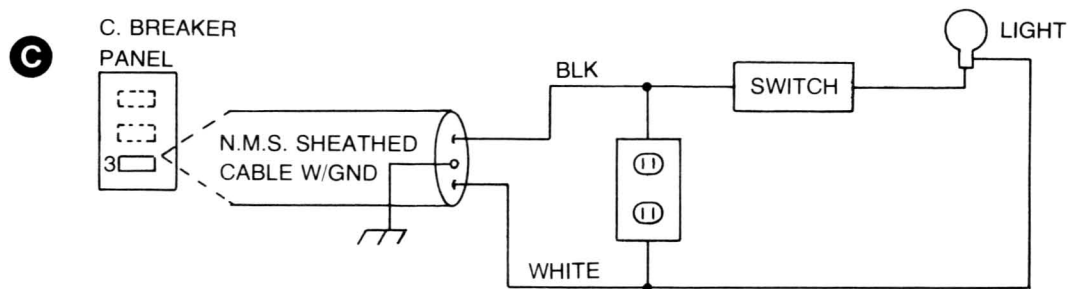 C
C. BREAKER
PANEL
3
N.M.S. SHEATHED
CABLE W/GND
BLK
WHITE
SWITCH
LIGHT